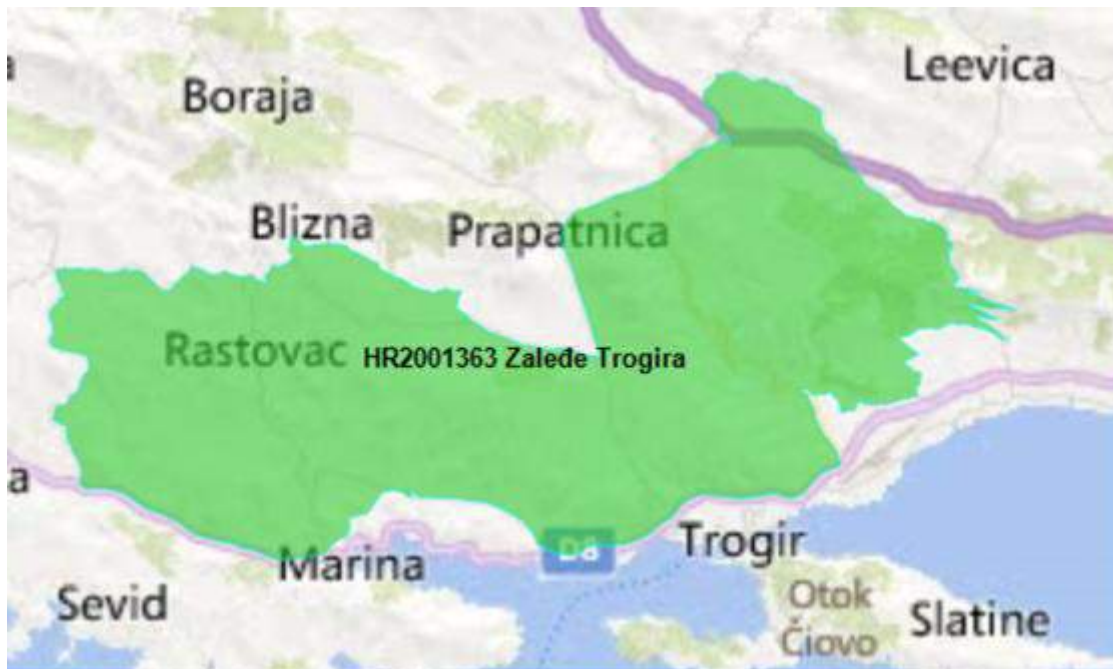 Leevica
Boraja
Blizna
Prapatnica
Rastovac
HR2001363 Zaleđe Trogira
a
a
D8
Trogir
Marina
Sevid
Otok
Čiovo
Slatine